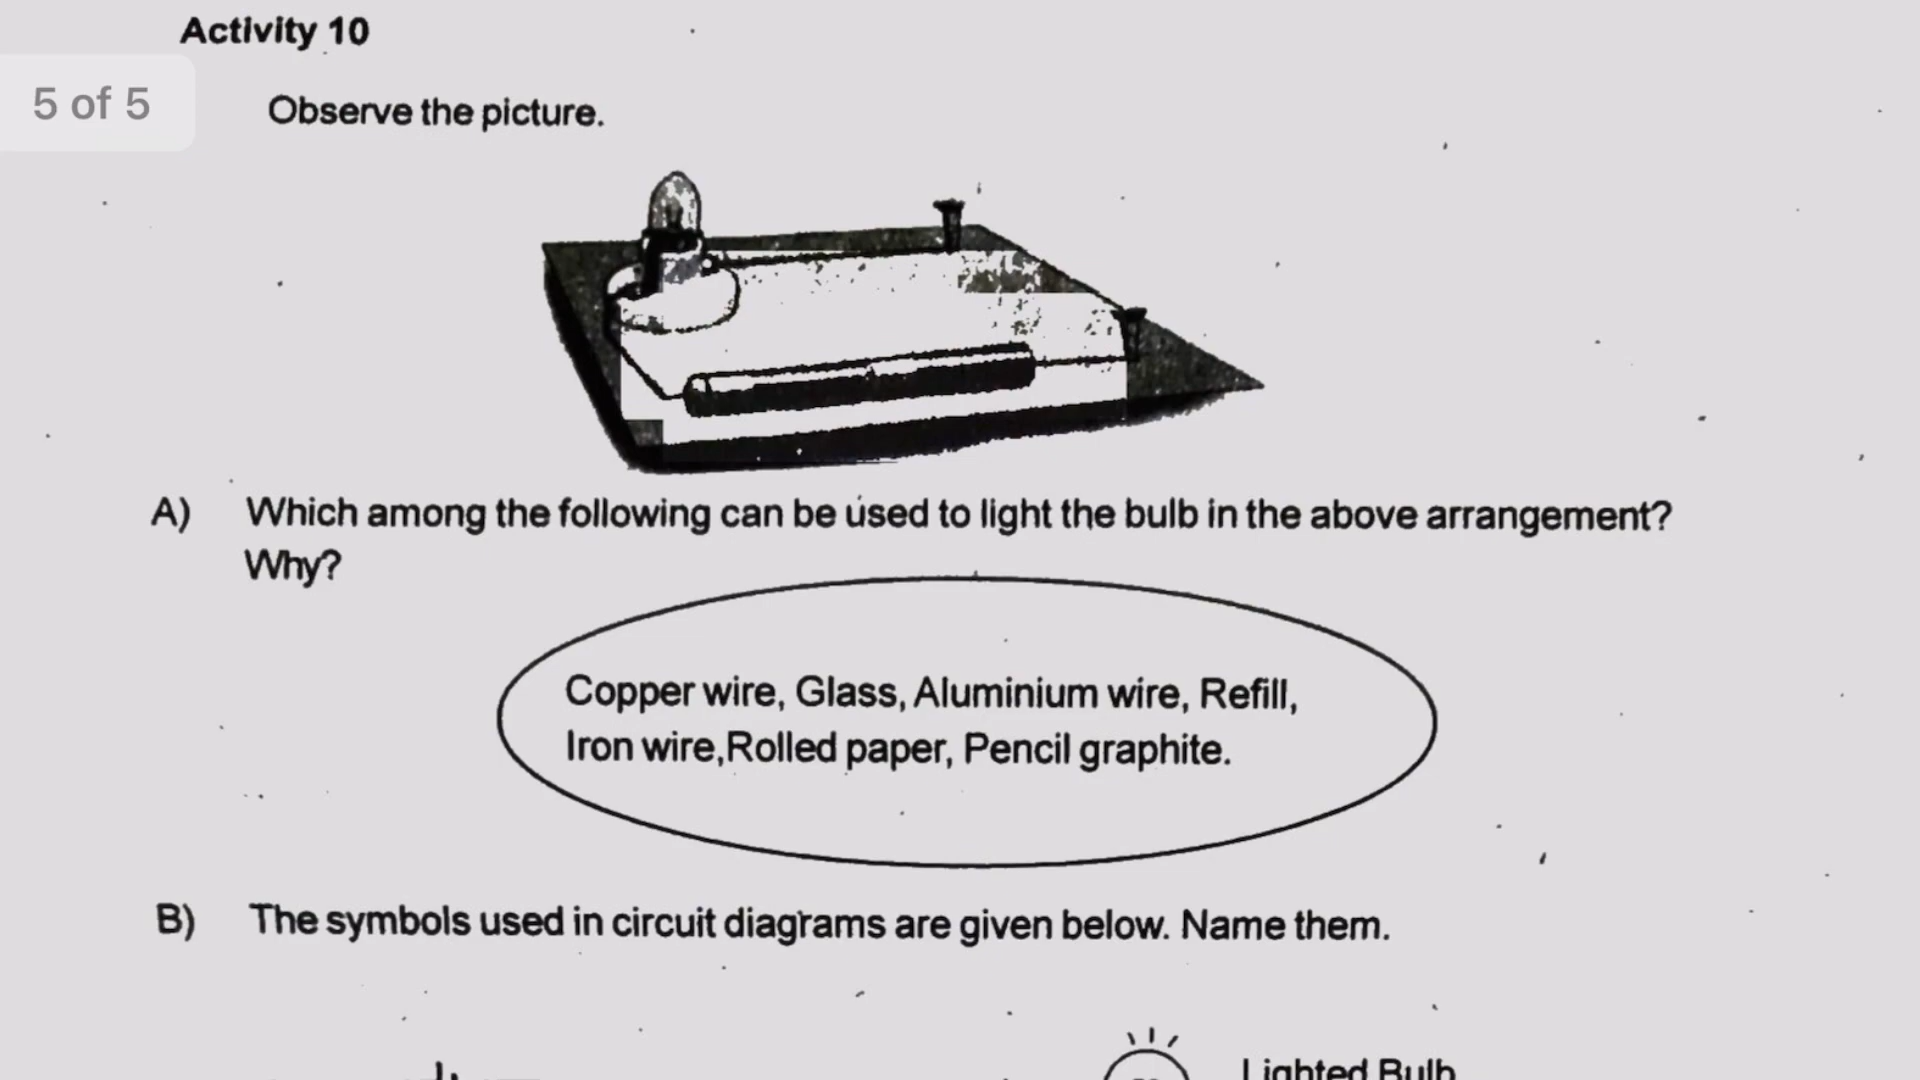 Activity 10
5 of 5
Observe the picture.
A) Which among the following can be used to light the bulb in the above arrangement?
Why?
Copper wire, Glass, Aluminium wire, Refill,
Iron wire,Rolled paper, Pencil graphite.
B) The symbols used in circuit diagrams are given below. Name them.
Lighted Bulb